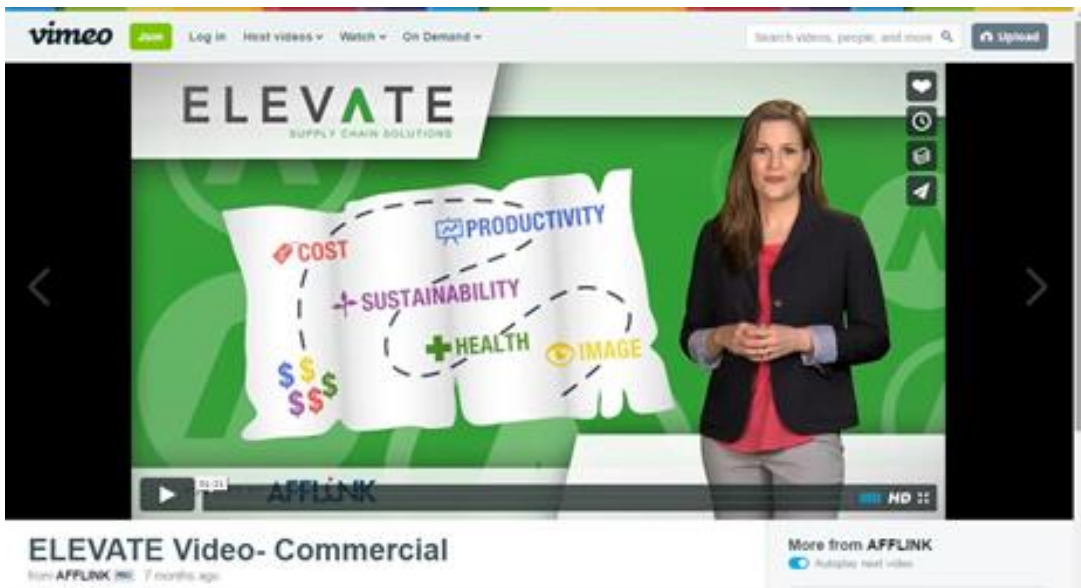 vimeo Join Log in Host videos Watch On Demand Search videos, people, and more Upload
ELEVATE
SUPPLY CHAIN SOLUTIONS
PRODUCTIVITY
COST
SUSTAINABILITY
HEALTH
IMAGE
$ $ $ $ $
01:21
AFFLINK
HD
ELEVATE Video- Commercial
More from AFFLINK
from AFFLINK 7 months ago
Autoplay next video